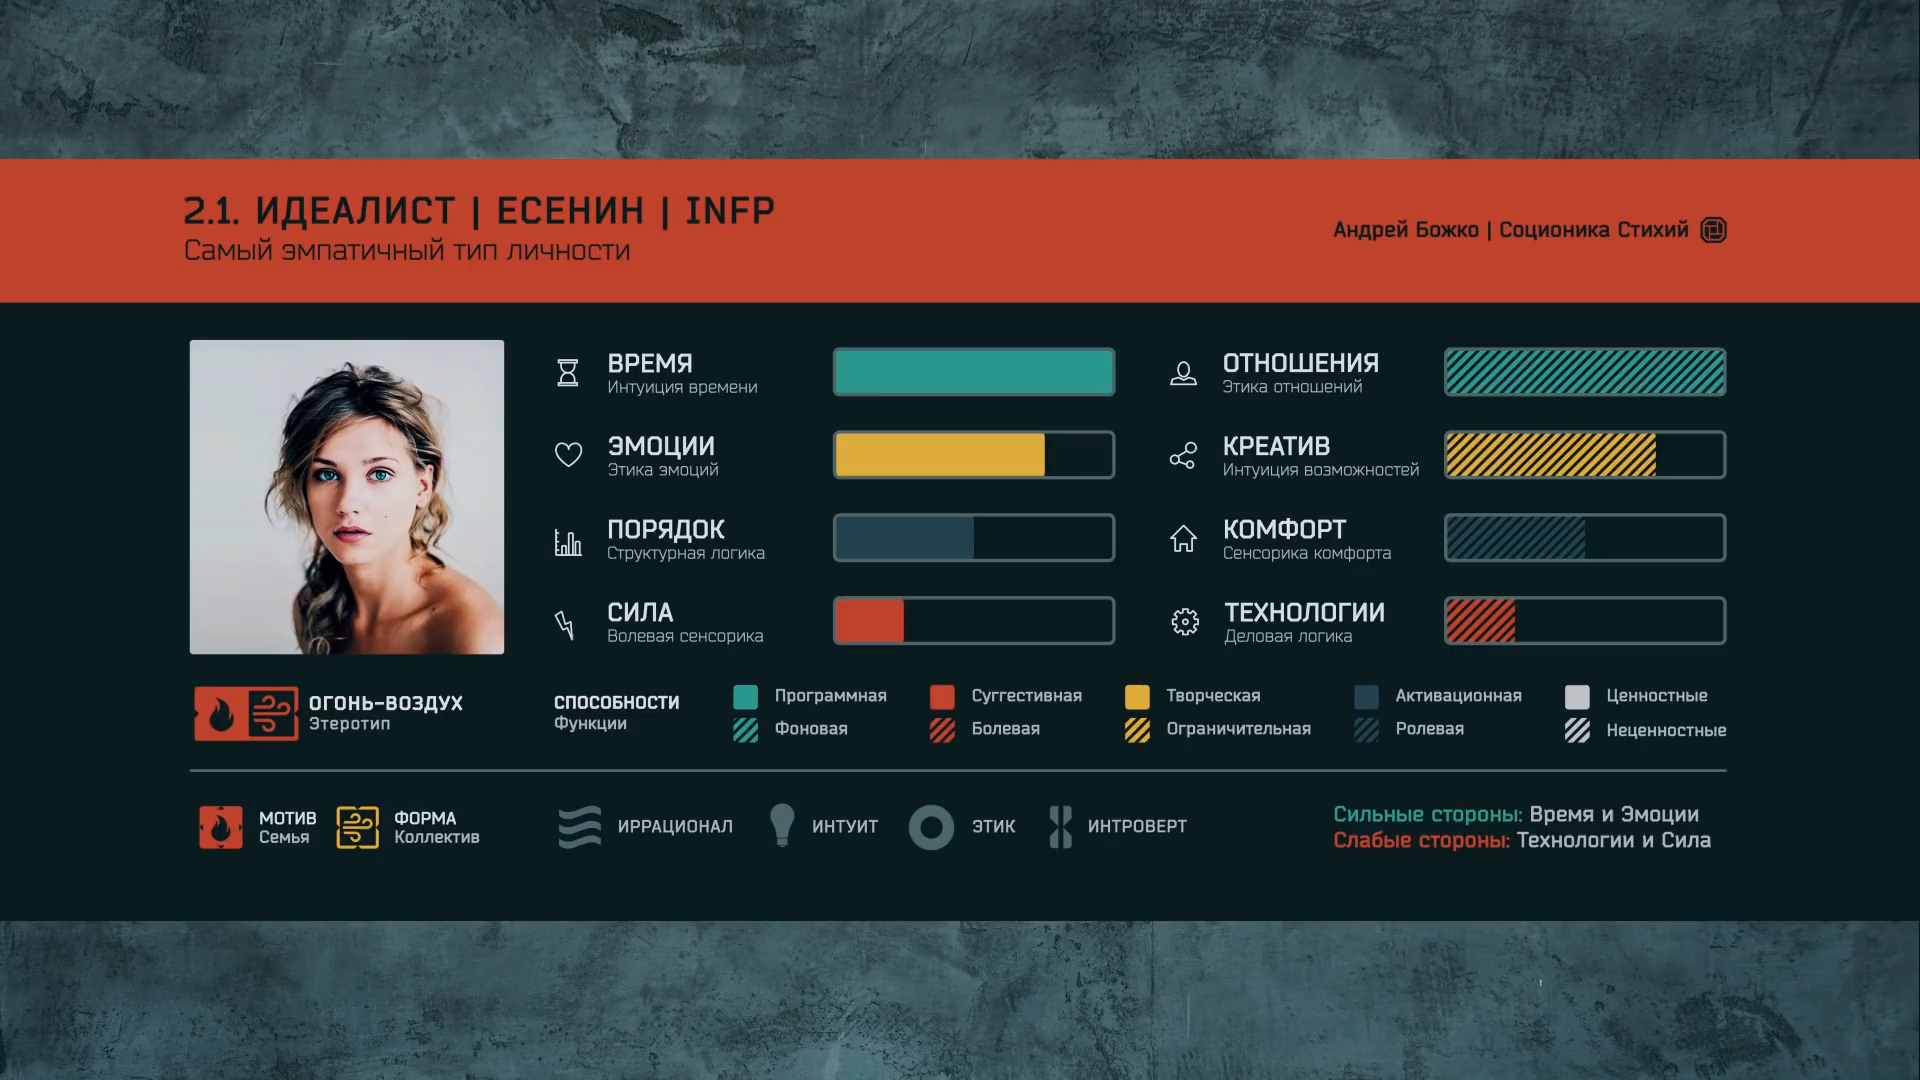 2.1. ИДЕАЛИСТ | ЕСЕНИН | INFP
Самый эмпатичный тип личности
Андрей Божко | Соционика Стихий
ВРЕМЯ
Интуиция времени
ОТНОШЕНИЯ
Этика отношений
ЭМОЦИИ
Этика эмоций
КРЕАТИВ
Интуиция возможностей
ПОРЯДОК
Структурная логика
КОМФОРТ
Сенсорика комфорта
СИЛА
Волевая сенсорика
ТЕХНОЛОГИИ
Деловая логика
ОГОНЬ-ВОЗДУХ
Этеротип
СПОСОБНОСТИ
Функции
Программная
Фоновая
Суггестивная
Болевая
Творческая
Ограничительная
Активационная
Ролевая
Ценностные
Неценностные
МОТИВ
Семья
ФОРМА
Коллектив
ИРРАЦИОНАЛ
ИНТУИТ
ЭТИК
ИНТРОВЕРТ
Сильные стороны: Время и Эмоции
Слабые стороны: Технологии и Сила